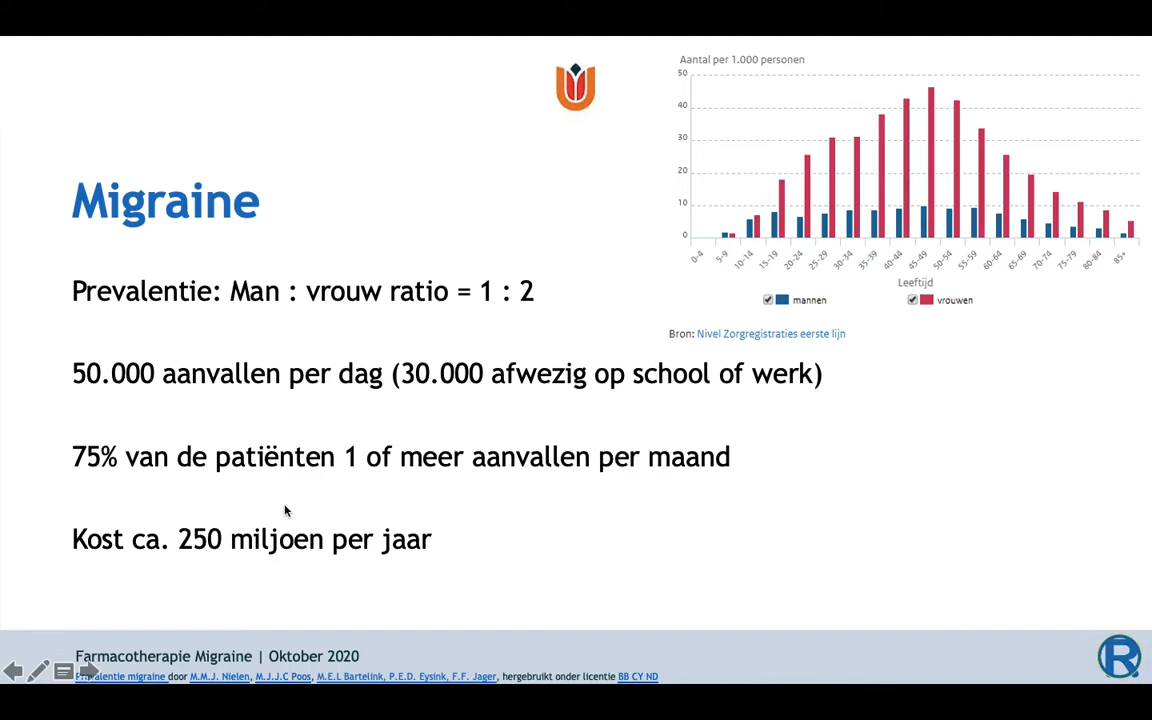 Aantal per 1.000 personen
50
40
30
20
10
0
0-4
5-9
10-14
15-19
20-24
25-29
30-34
35-39
40-44
45-49
50-54
55-59
60-64
65-69
70-74
75-79
80-84
85+
Leeftijd
mannen
vrouwen
Bron: Nivel Zorgregistraties eerste lijn
Migraine
Prevalentie: Man : vrouw ratio = 1 : 2
50.000 aanvallen per dag (30.000 afwezig op school of werk)
75% van de patiënten 1 of meer aanvallen per maand
Kost ca. 250 miljoen per jaar
Farmacotherapie Migraine | Oktober 2020
Prevalentie migraine door M.M.J. Nielen, M.J.J.C Poos, M.E.L Bartelink, P.E.D. Eysink, F.F. Jager, hergebruikt onder licentie BB CY ND
R